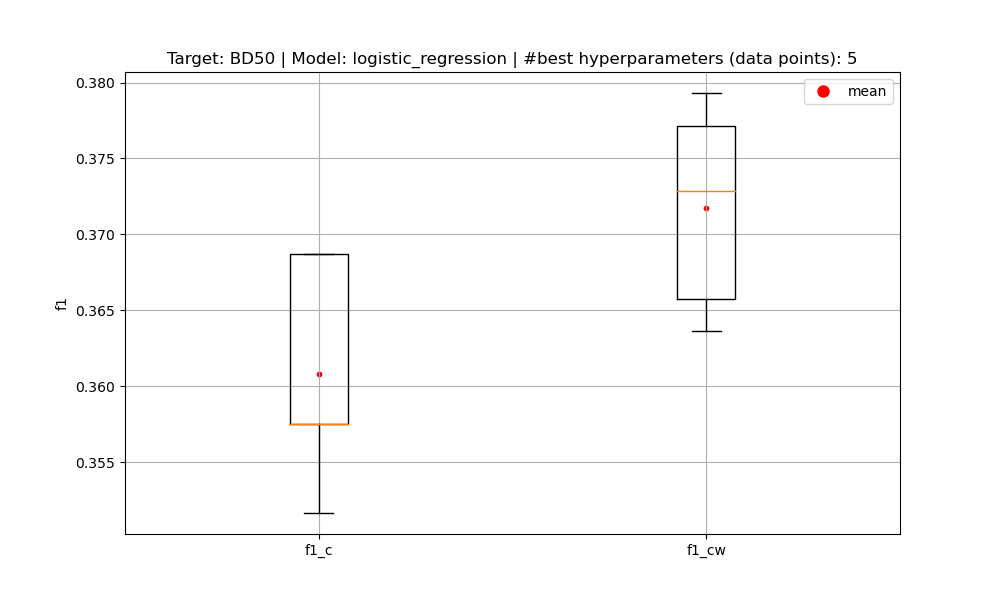 Target: BD50 | Model: logistic_regression | #best hyperparameters (data points): 5
mean
0.380
0.375
0.370
0.365
0.360
0.355
f1
f1_c
f1_cw